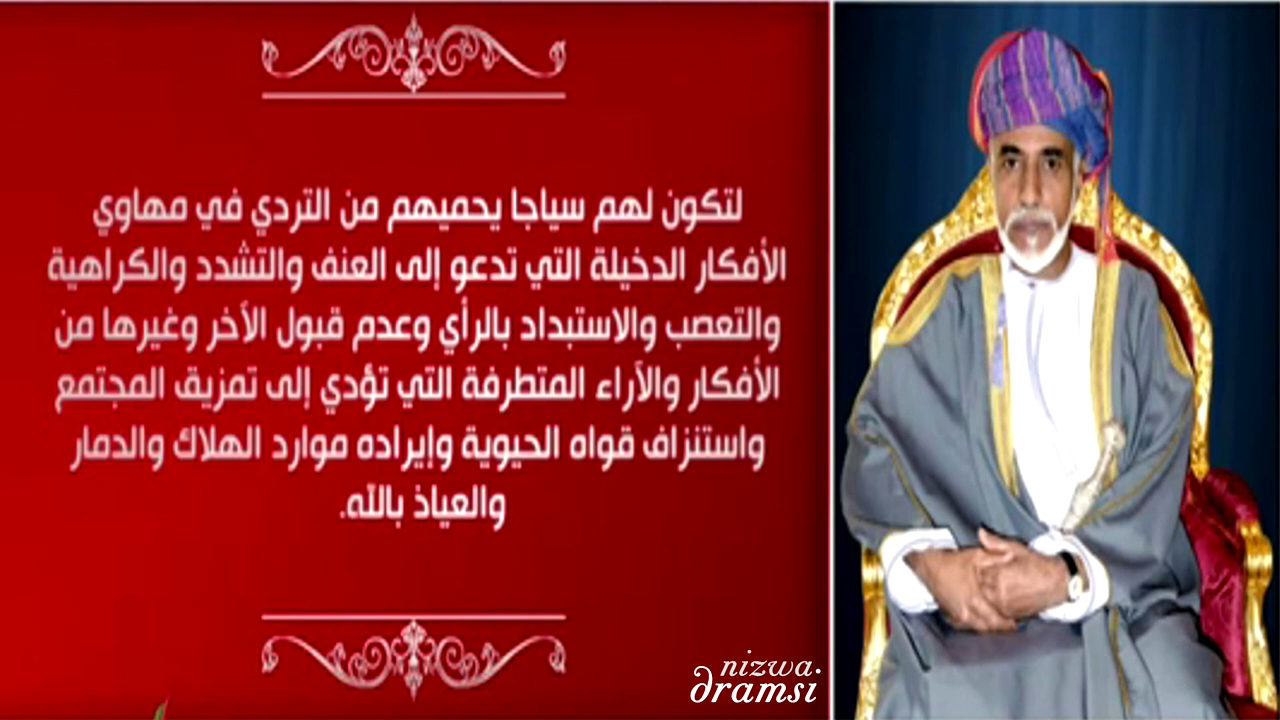 لتكون لهم سياجا يحميهم من التردي في مهاوي
الأفكار الدخيلة التي تدعو إلى العنف والتشدد والكراهية
والتعصب والاستبداد بالرأي وعدم قبول الآخر وغيرها من
الأفكار والآراء المتطرفة التي تؤدي إلى تمزيق المجتمع
واستنزاف قواه الحيوية وإيراده موارد الهلاك والدمار
والعياذ بالله.
nizwa
dramsi